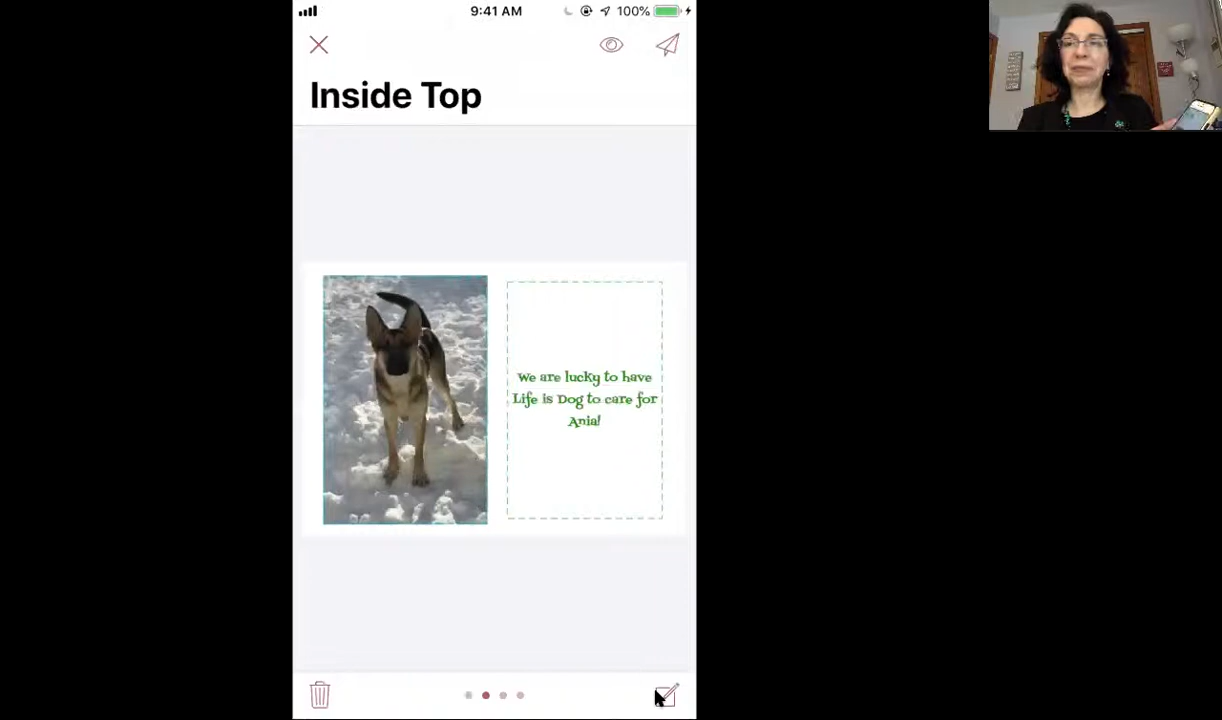 9:41 AM
100%
Inside Top
We are lucky to have
Life is Dog to care for
Ania!